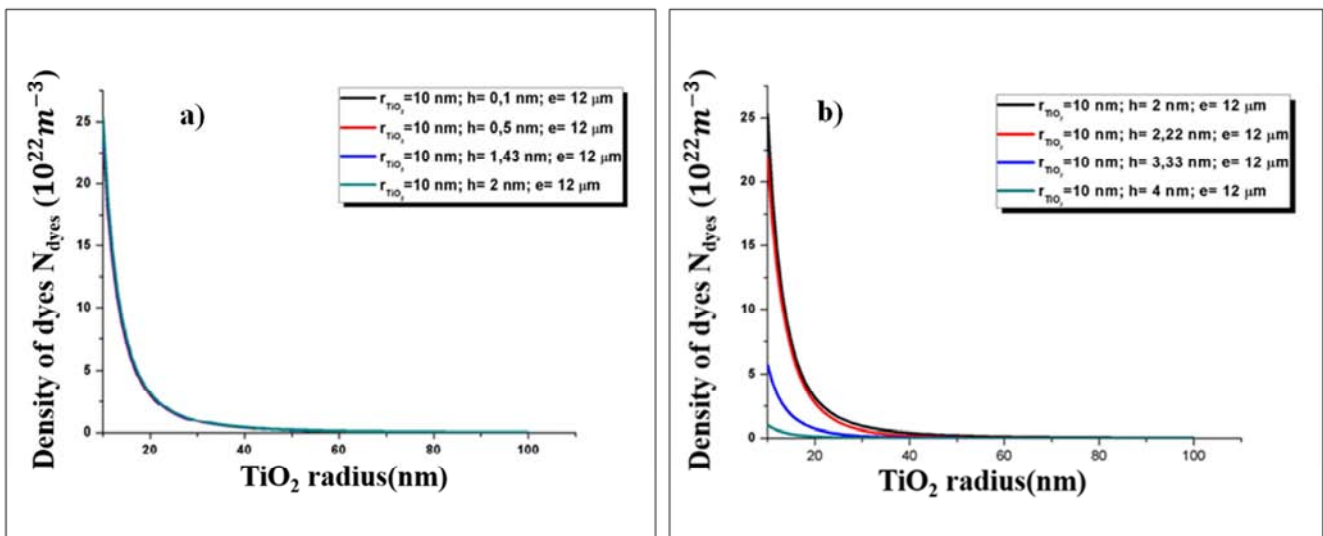 a)
r_TiO₂=10 nm; h= 0,1 nm; e= 12 μm
r_TiO₂=10 nm; h= 0,5 nm; e= 12 μm
r_TiO₂=10 nm; h= 1,43 nm; e= 12 μm
r_TiO₂=10 nm; h= 2 nm; e= 12 μm
Density of dyes N_dyes (10²²m⁻³)
25
20
15
10
5
0
20 40 60 80 100
TiO₂ radius(nm)
b)
r_TiO₂=10 nm; h= 2 nm; e= 12 μm
r_TiO₂=10 nm; h= 2,22 nm; e= 12 μm
r_TiO₂=10 nm; h= 3,33 nm; e= 12 μm
r_TiO₂=10 nm; h= 4 nm; e= 12 μm
Density of dyes N_dyes (10²²m⁻³)
25
20
15
10
5
0
20 40 60 80 100
TiO₂ radius(nm)